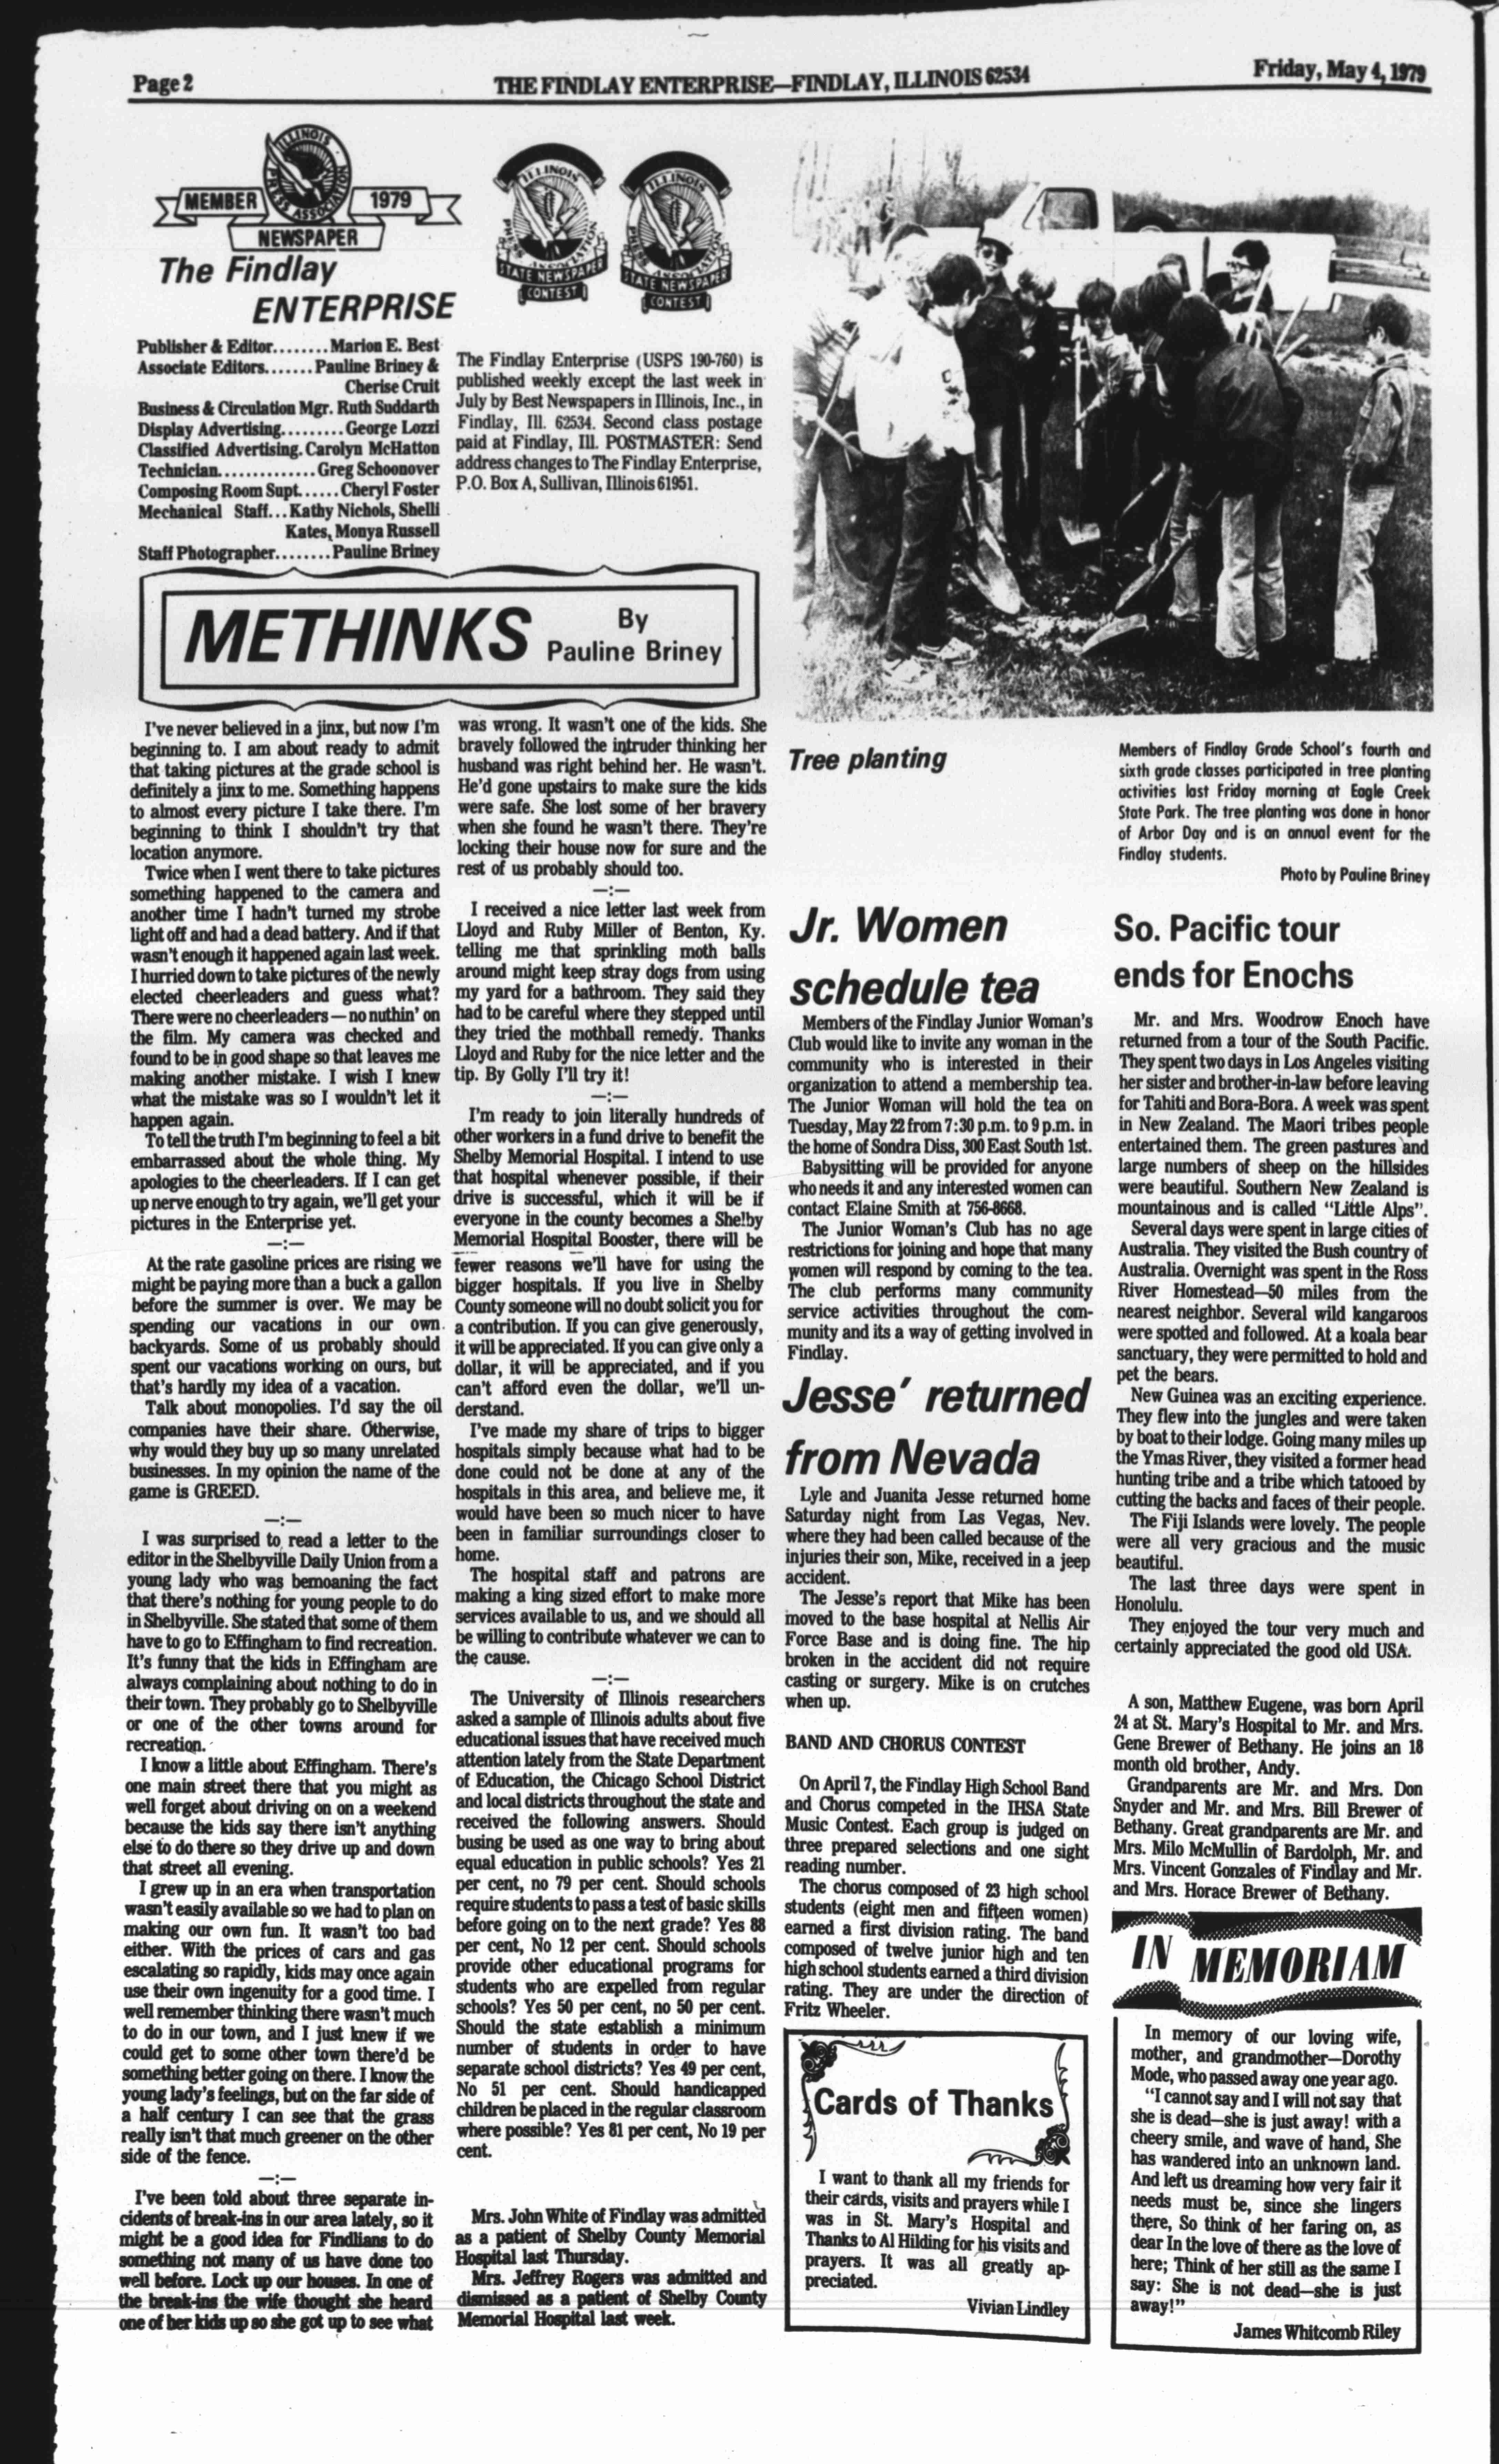 Page 2
THE FINDLAY ENTERPRISE—FINDLAY, ILLINOIS 62534
Friday, May 4, 1979
ILLINOIS
PRESS ASSOCIATION
MEMBER
1979
NEWSPAPER
The Findlay
ENTERPRISE
ILLINOIS
PRESS ASSOCIATION
STATE NEWSPAPER
CONTEST
ILLINOIS
PRESS ASSOCIATION
STATE NEWSPAPER
CONTEST
Publisher & Editor........Marion E. Best
Associate Editors.......Pauline Briney &
Cherise Cruit
Business & Circulation Mgr. Ruth Suddarth
Display Advertising.........George Lozzi
Classified Advertising.Carolyn McHatton
Technician..............Greg Schoonover
Composing Room Supt......Cheryl Foster
Mechanical Staff...Kathy Nichols, Shelli
Kates, Monya Russell
Staff Photographer........Pauline Briney
The Findlay Enterprise (USPS 190-760) is
published weekly except the last week in
July by Best Newspapers in Illinois, Inc., in
Findlay, Ill. 62534. Second class postage
paid at Findlay, Ill. POSTMASTER: Send
address changes to The Findlay Enterprise,
P.O. Box A, Sullivan, Illinois 61951.
METHINKS
By
Pauline Briney
I've never believed in a jinx, but now I'm
beginning to. I am about ready to admit
that taking pictures at the grade school is
definitely a jinx to me. Something happens
to almost every picture I take there. I'm
beginning to think I shouldn't try that
location anymore.
Twice when I went there to take pictures
something happened to the camera and
another time I hadn't turned my strobe
light off and had a dead battery. And if that
wasn't enough it happened again last week.
I hurried down to take pictures of the newly
elected cheerleaders and guess what?
There were no cheerleaders — no nuthin' on
the film. My camera was checked and
found to be in good shape so that leaves me
making another mistake. I wish I knew
what the mistake was so I wouldn't let it
happen again.
To tell the truth I'm beginning to feel a bit
embarrassed about the whole thing. My
apologies to the cheerleaders. If I can get
up nerve enough to try again, we'll get your
pictures in the Enterprise yet.
—:—
At the rate gasoline prices are rising we
might be paying more than a buck a gallon
before the summer is over. We may be
spending our vacations in our own
backyards. Some of us probably should
spent our vacations working on ours, but
that's hardly my idea of a vacation.
Talk about monopolies. I'd say the oil
companies have their share. Otherwise,
why would they buy up so many unrelated
businesses. In my opinion the name of the
game is GREED.
—:—
I was surprised to read a letter to the
editor in the Shelbyville Daily Union from a
young lady who was bemoaning the fact
that there's nothing for young people to do
in Shelbyville. She stated that some of them
have to go to Effingham to find recreation.
It's funny that the kids in Effingham are
always complaining about nothing to do in
their town. They probably go to Shelbyville
or one of the other towns around for
recreation.
I know a little about Effingham. There's
one main street there that you might as
well forget about driving on on a weekend
because the kids say there isn't anything
else to do there so they drive up and down
that street all evening.
I grew up in an era when transportation
wasn't easily available so we had to plan on
making our own fun. It wasn't too bad
either. With the prices of cars and gas
escalating so rapidly, kids may once again
use their own ingenuity for a good time. I
well remember thinking there wasn't much
to do in our town, and I just knew if we
could get to some other town there'd be
something better going on there. I know the
young lady's feelings, but on the far side of
a half century I can see that the grass
really isn't that much greener on the other
side of the fence.
—:—
I've been told about three separate in-
cidents of break-ins in our area lately, so it
might be a good idea for Findlians to do
something not many of us have done too
well before. Lock up our houses. In one of
the break-ins the wife thought she heard
one of her kids up so she got up to see what
was wrong. It wasn't one of the kids. She
bravely followed the intruder thinking her
husband was right behind her. He wasn't.
He'd gone upstairs to make sure the kids
were safe. She lost some of her bravery
when she found he wasn't there. They're
locking their house now for sure and the
rest of us probably should too.
—:—
I received a nice letter last week from
Lloyd and Ruby Miller of Benton, Ky.
telling me that sprinkling moth balls
around might keep stray dogs from using
my yard for a bathroom. They said they
had to be careful where they stepped until
they tried the mothball remedy. Thanks
Lloyd and Ruby for the nice letter and the
tip. By Golly I'll try it!
—:—
I'm ready to join literally hundreds of
other workers in a fund drive to benefit the
Shelby Memorial Hospital. I intend to use
that hospital whenever possible, if their
drive is successful, which it will be if
everyone in the county becomes a Shelby
Memorial Hospital Booster, there will be
fewer reasons we'll have for using the
bigger hospitals. If you live in Shelby
County someone will no doubt solicit you for
a contribution. If you can give generously,
it will be appreciated. If you can give only a
dollar, it will be appreciated, and if you
can't afford even the dollar, we'll un-
derstand.
I've made my share of trips to bigger
hospitals simply because what had to be
done could not be done at any of the
hospitals in this area, and believe me, it
would have been so much nicer to have
been in familiar surroundings closer to
home.
The hospital staff and patrons are
making a king sized effort to make more
services available to us, and we should all
be willing to contribute whatever we can to
the cause.
—:—
The University of Illinois researchers
asked a sample of Illinois adults about five
educational issues that have received much
attention lately from the State Department
of Education, the Chicago School District
and local districts throughout the state and
received the following answers. Should
busing be used as one way to bring about
equal education in public schools? Yes 21
per cent, no 79 per cent. Should schools
require students to pass a test of basic skills
before going on to the next grade? Yes 88
per cent, No 12 per cent. Should schools
provide other educational programs for
students who are expelled from regular
schools? Yes 50 per cent, no 50 per cent.
Should the state establish a minimum
number of students in order to have
separate school districts? Yes 49 per cent,
No 51 per cent. Should handicapped
children be placed in the regular classroom
where possible? Yes 81 per cent, No 19 per
cent.
Mrs. John White of Findlay was admitted
as a patient of Shelby County Memorial
Hospital last Thursday.
Mrs. Jeffrey Rogers was admitted and
dismissed as a patient of Shelby County
Memorial Hospital last week.
Tree planting
Members of Findlay Grade School's fourth and
sixth grade classes participated in tree planting
activities last Friday morning at Eagle Creek
State Park. The tree planting was done in honor
of Arbor Day and is an annual event for the
Findlay students.
Photo by Pauline Briney
Jr. Women
schedule tea
Members of the Findlay Junior Woman's
Club would like to invite any woman in the
community who is interested in their
organization to attend a membership tea.
The Junior Woman will hold the tea on
Tuesday, May 22 from 7:30 p.m. to 9 p.m. in
the home of Sondra Diss, 300 East South 1st.
Babysitting will be provided for anyone
who needs it and any interested women can
contact Elaine Smith at 756-8668.
The Junior Woman's Club has no age
restrictions for joining and hope that many
women will respond by coming to the tea.
The club performs many community
service activities throughout the com-
munity and its a way of getting involved in
Findlay.
Jesse' returned
from Nevada
Lyle and Juanita Jesse returned home
Saturday night from Las Vegas, Nev.
where they had been called because of the
injuries their son, Mike, received in a jeep
accident.
The Jesse's report that Mike has been
moved to the base hospital at Nellis Air
Force Base and is doing fine. The hip
broken in the accident did not require
casting or surgery. Mike is on crutches
when up.
BAND AND CHORUS CONTEST
On April 7, the Findlay High School Band
and Chorus competed in the IHSA State
Music Contest. Each group is judged on
three prepared selections and one sight
reading number.
The chorus composed of 23 high school
students (eight men and fifteen women)
earned a first division rating. The band
composed of twelve junior high and ten
high school students earned a third division
rating. They are under the direction of
Fritz Wheeler.
Cards of Thanks
I want to thank all my friends for
their cards, visits and prayers while I
was in St. Mary's Hospital and
Thanks to Al Hilding for his visits and
prayers. It was all greatly ap-
preciated.
Vivian Lindley
So. Pacific tour
ends for Enochs
Mr. and Mrs. Woodrow Enoch have
returned from a tour of the South Pacific.
They spent two days in Los Angeles visiting
her sister and brother-in-law before leaving
for Tahiti and Bora-Bora. A week was spent
in New Zealand. The Maori tribes people
entertained them. The green pastures and
large numbers of sheep on the hillsides
were beautiful. Southern New Zealand is
mountainous and is called "Little Alps".
Several days were spent in large cities of
Australia. They visited the Bush country of
Australia. Overnight was spent in the Ross
River Homestead—50 miles from the
nearest neighbor. Several wild kangaroos
were spotted and followed. At a koala bear
sanctuary, they were permitted to hold and
pet the bears.
New Guinea was an exciting experience.
They flew into the jungles and were taken
by boat to their lodge. Going many miles up
the Ymas River, they visited a former head
hunting tribe and a tribe which tatooed by
cutting the backs and faces of their people.
The Fiji Islands were lovely. The people
were all very gracious and the music
beautiful.
The last three days were spent in
Honolulu.
They enjoyed the tour very much and
certainly appreciated the good old USA.
A son, Matthew Eugene, was born April
24 at St. Mary's Hospital to Mr. and Mrs.
Gene Brewer of Bethany. He joins an 18
month old brother, Andy.
Grandparents are Mr. and Mrs. Don
Snyder and Mr. and Mrs. Bill Brewer of
Bethany. Great grandparents are Mr. and
Mrs. Milo McMullin of Bardolph, Mr. and
Mrs. Vincent Gonzales of Findlay and Mr.
and Mrs. Horace Brewer of Bethany.
IN MEMORIAM
In memory of our loving wife,
mother, and grandmother—Dorothy
Mode, who passed away one year ago.
"I cannot say and I will not say that
she is dead—she is just away! with a
cheery smile, and wave of hand, She
has wandered into an unknown land.
And left us dreaming how very fair it
needs must be, since she lingers
there, So think of her faring on, as
dear In the love of there as the love of
here; Think of her still as the same I
say: She is not dead—she is just
away!"
James Whitcomb Riley